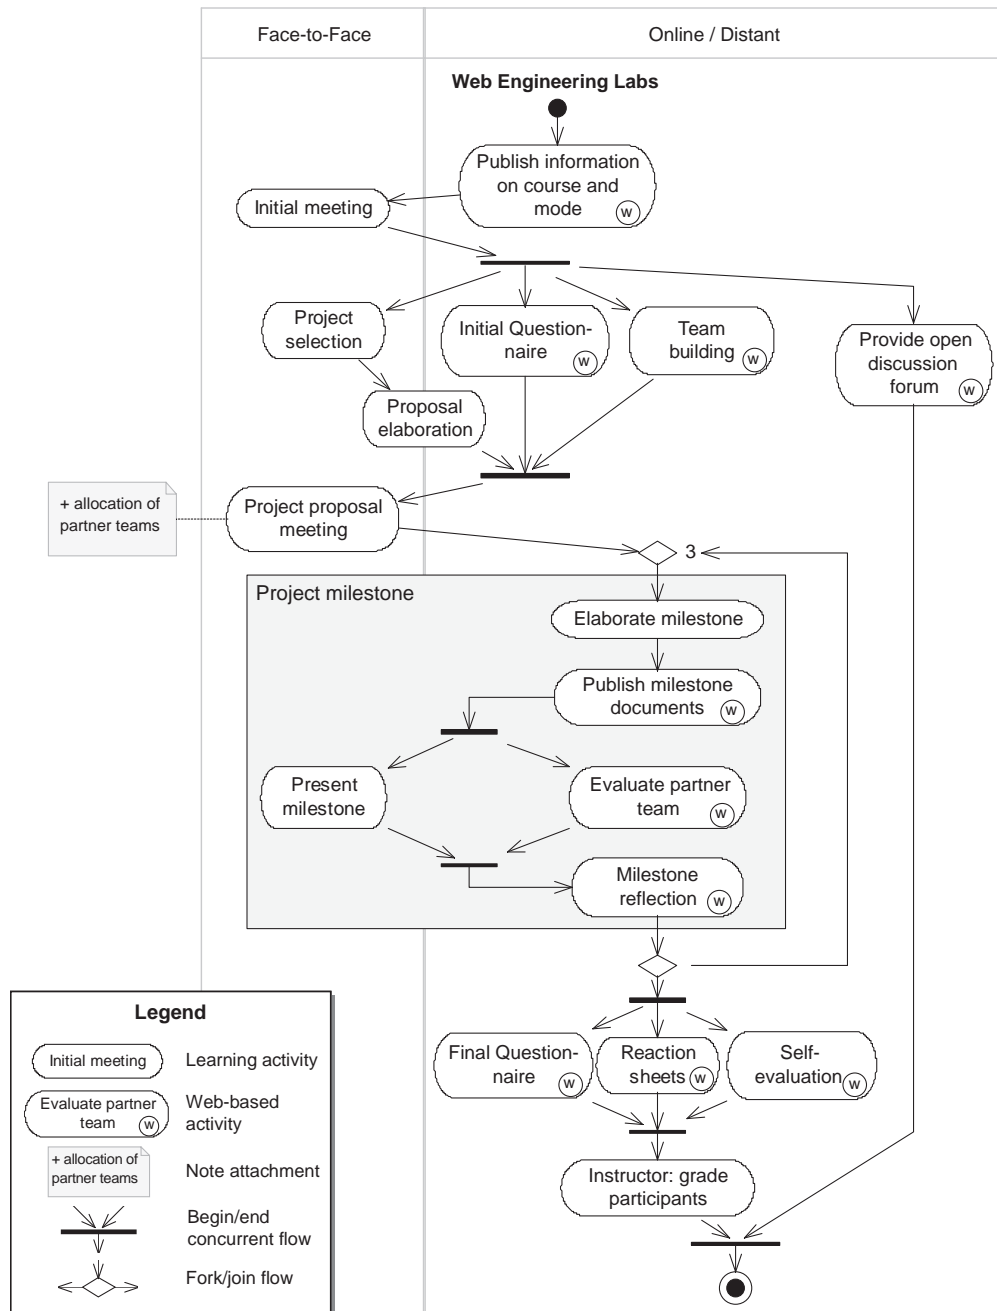 Face-to-Face
Online / Distant
Web Engineering Labs
Publish information
on course and
mode
W
Initial meeting
Project
selection
Initial Question-
naire
W
Team
building
W
Provide open
discussion
forum
W
Proposal
elaboration
+ allocation of
partner teams
Project proposal
meeting
3
Project milestone
Elaborate milestone
Publish milestone
documents
W
Present
milestone
Evaluate partner
team
W
Milestone
reflection
W
Final Question-
naire
W
Reaction
sheets
W
Self-
evaluation
W
Instructor: grade
participants
Legend
Initial meeting
Learning activity
Evaluate partner
team
W
Web-based
activity
+ allocation of
partner teams
Note attachment
Begin/end
concurrent flow
Fork/join flow